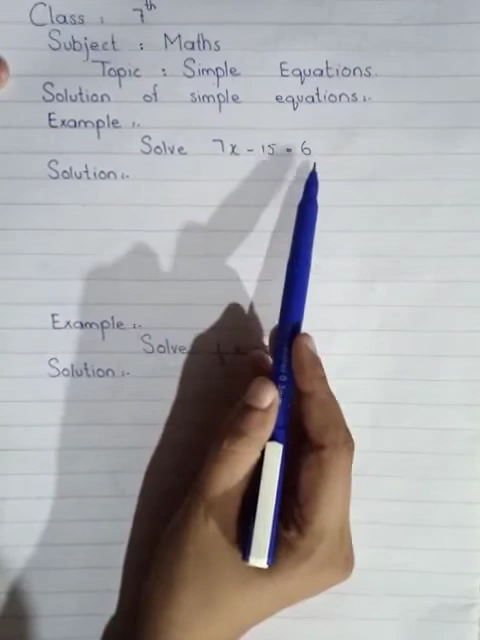 Class : 7th
Subject : Maths
Topic : Simple Equations.
Solution of simple equations:-
Example :-
Solve 7x - 15 = 6
Solution:-
Example :-
Solve
Solution:-